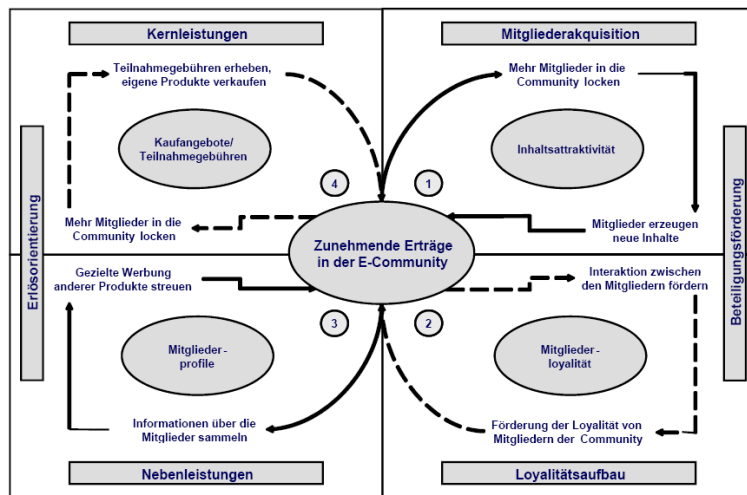 Kernleistungen
Mitgliederakquisition
Teilnahmegebühren erheben,
eigene Produkte verkaufen
Mehr Mitglieder in die
Community locken
Kaufangebote/
Teilnahmegebühren
Inhaltsattraktivität
4
1
Mehr Mitglieder in die
Community locken
Mitglieder erzeugen
neue Inhalte
Erlösorientierung
Beteiligungsförderung
Zunehmende Erträge
in der E-Community
Gezielte Werbung
anderer Produkte streuen
Interaktion zwischen
den Mitgliedern fördern
3
2
Mitglieder-
profile
Mitglieder-
loyalität
Informationen über die
Mitglieder sammeln
Förderung der Loyalität von
Mitgliedern der Community
Nebenleistungen
Loyalitätsaufbau